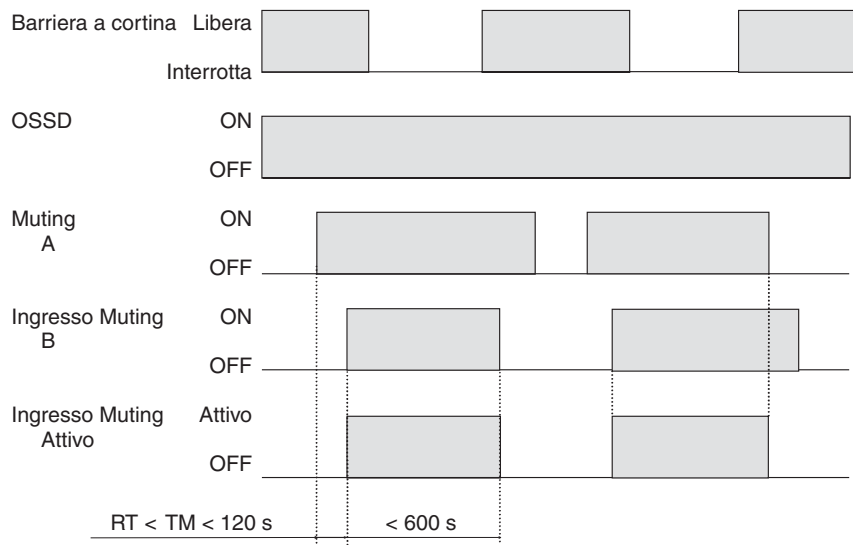 Barriera a cortina Libera
Interrotta
OSSD ON
OFF
Muting ON
A
OFF
Ingresso Muting ON
B
OFF
Ingresso Muting Attivo
Attivo
OFF
RT < TM < 120 s < 600 s